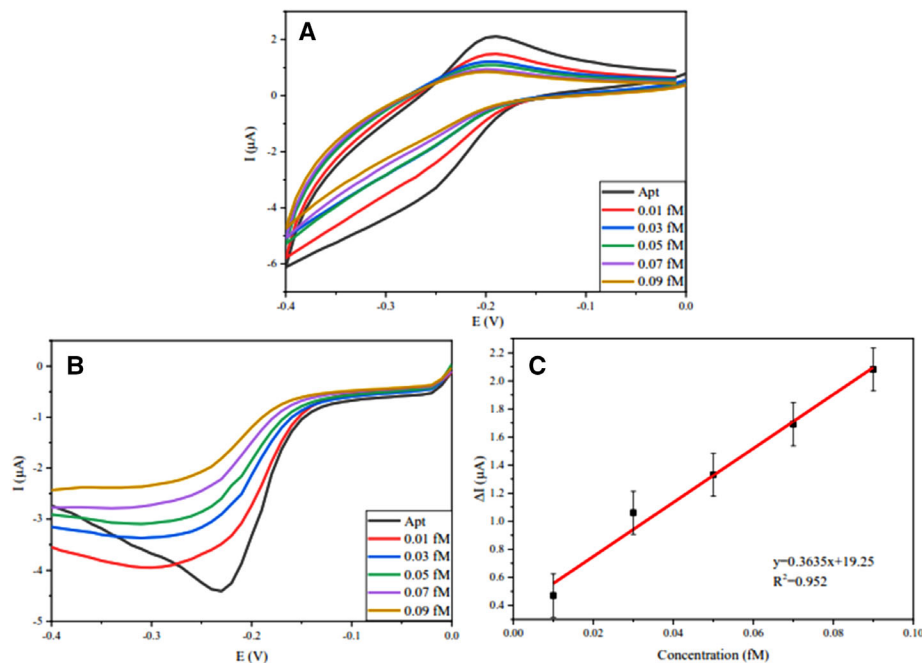 A
2
0
-2
-4
-6
I (µA)
Apt
0.01 fM
0.03 fM
0.05 fM
0.07 fM
0.09 fM
-0.4
-0.3
-0.2
-0.1
0.0
E (V)
B
0
-1
-2
-3
-4
-5
I (µA)
Apt
0.01 fM
0.03 fM
0.05 fM
0.07 fM
0.09 fM
-0.4
-0.3
-0.2
-0.1
0.0
E (V)
C
2.2
2.0
1.8
1.6
1.4
1.2
1.0
0.8
0.6
0.4
ΔI (µA)
y=0.3635x+19.25
R²=0.952
0.00
0.02
0.04
0.06
0.08
0.10
Concentration (fM)